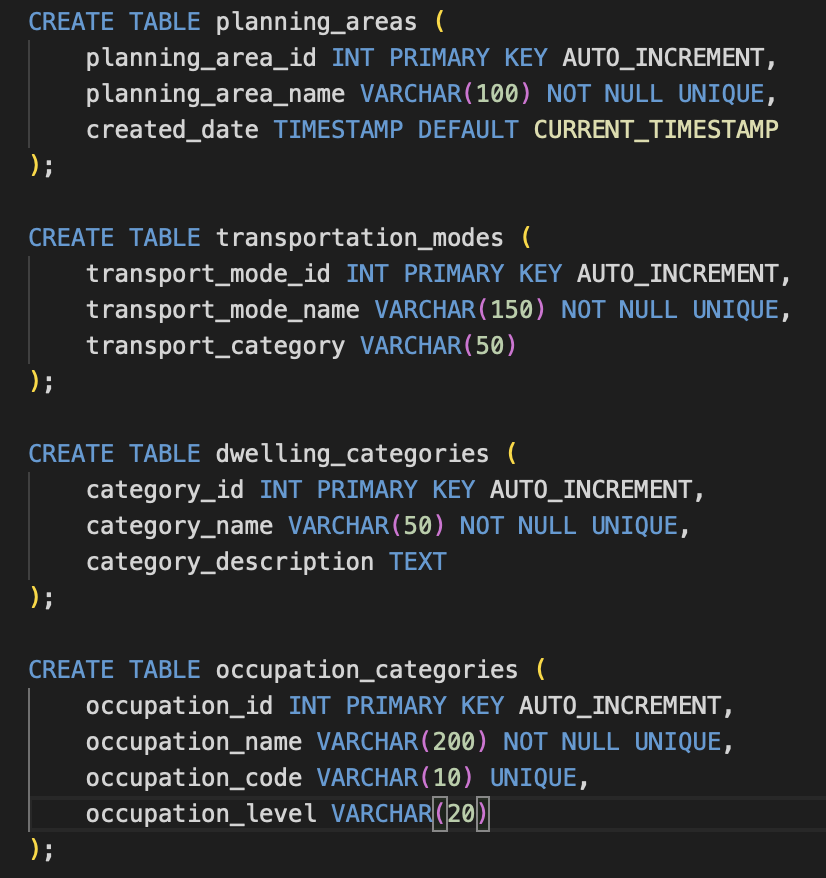 CREATE TABLE planning_areas (
    planning_area_id INT PRIMARY KEY AUTO_INCREMENT,
    planning_area_name VARCHAR(100) NOT NULL UNIQUE,
    created_date TIMESTAMP DEFAULT CURRENT_TIMESTAMP
);

CREATE TABLE transportation_modes (
    transport_mode_id INT PRIMARY KEY AUTO_INCREMENT,
    transport_mode_name VARCHAR(150) NOT NULL UNIQUE,
    transport_category VARCHAR(50)
);

CREATE TABLE dwelling_categories (
    category_id INT PRIMARY KEY AUTO_INCREMENT,
    category_name VARCHAR(50) NOT NULL UNIQUE,
    category_description TEXT
);

CREATE TABLE occupation_categories (
    occupation_id INT PRIMARY KEY AUTO_INCREMENT,
    occupation_name VARCHAR(200) NOT NULL UNIQUE,
    occupation_code VARCHAR(10) UNIQUE,
    occupation_level VARCHAR(20)
);